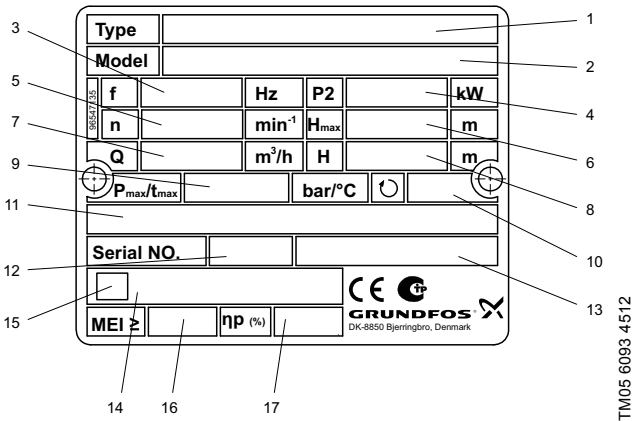 Type 1
3 Model 2
f Hz P2 kW
5 96547135 4
n min⁻¹ Hmax m
7 6
Q m³/h H m
9 8
Pmax/tmax bar/°C
11
10
Serial NO.
12
13
15
CE CTP
GRUNDFOS
MEI ≥ ηp (%) DK-8850 Bjerringbro, Denmark
14 16 17
TM05 6093 4512